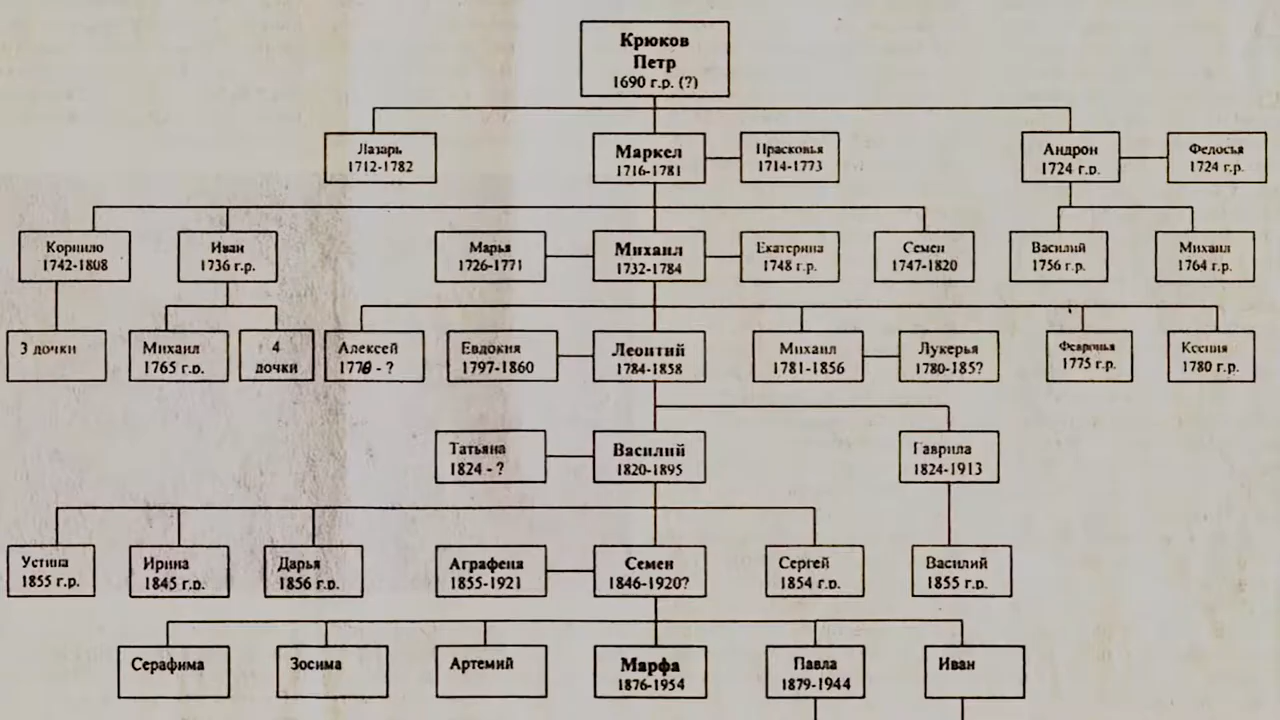 Крюков
Петр
1690 г.р. (?)
Лазарь
1712-1782
Маркел
1716-1781
Прасковья
1714-1773
Андрон
1724 г.р.
Федосья
1724 г.р.
Корнило
1742-1808
Иван
1736 г.р.
Марья
1726-1771
Михаил
1732-1784
Екатерина
1748 г.р.
Семен
1747-1820
Василий
1756 г.р.
Михаил
1764 г.р.
3 дочки
Михаил
1765 г.р.
4
дочки
Алексей
1778 - ?
Евдокия
1797-1860
Леонтий
1784-1858
Михаил
1781-1856
Лукерья
1780-185?
Февронья
1775 г.р.
Ксения
1780 г.р.
Татьяна
1824 - ?
Василий
1820-1895
Гаврила
1824-1913
Устина
1855 г.р.
Ирина
1845 г.р.
Дарья
1856 г.р.
Аграфена
1855-1921
Семен
1846-1920?
Сергей
1854 г.р.
Василий
1855 г.р.
Серафима
Зосима
Артемий
Марфа
1876-1954
Павла
1879-1944
Иван